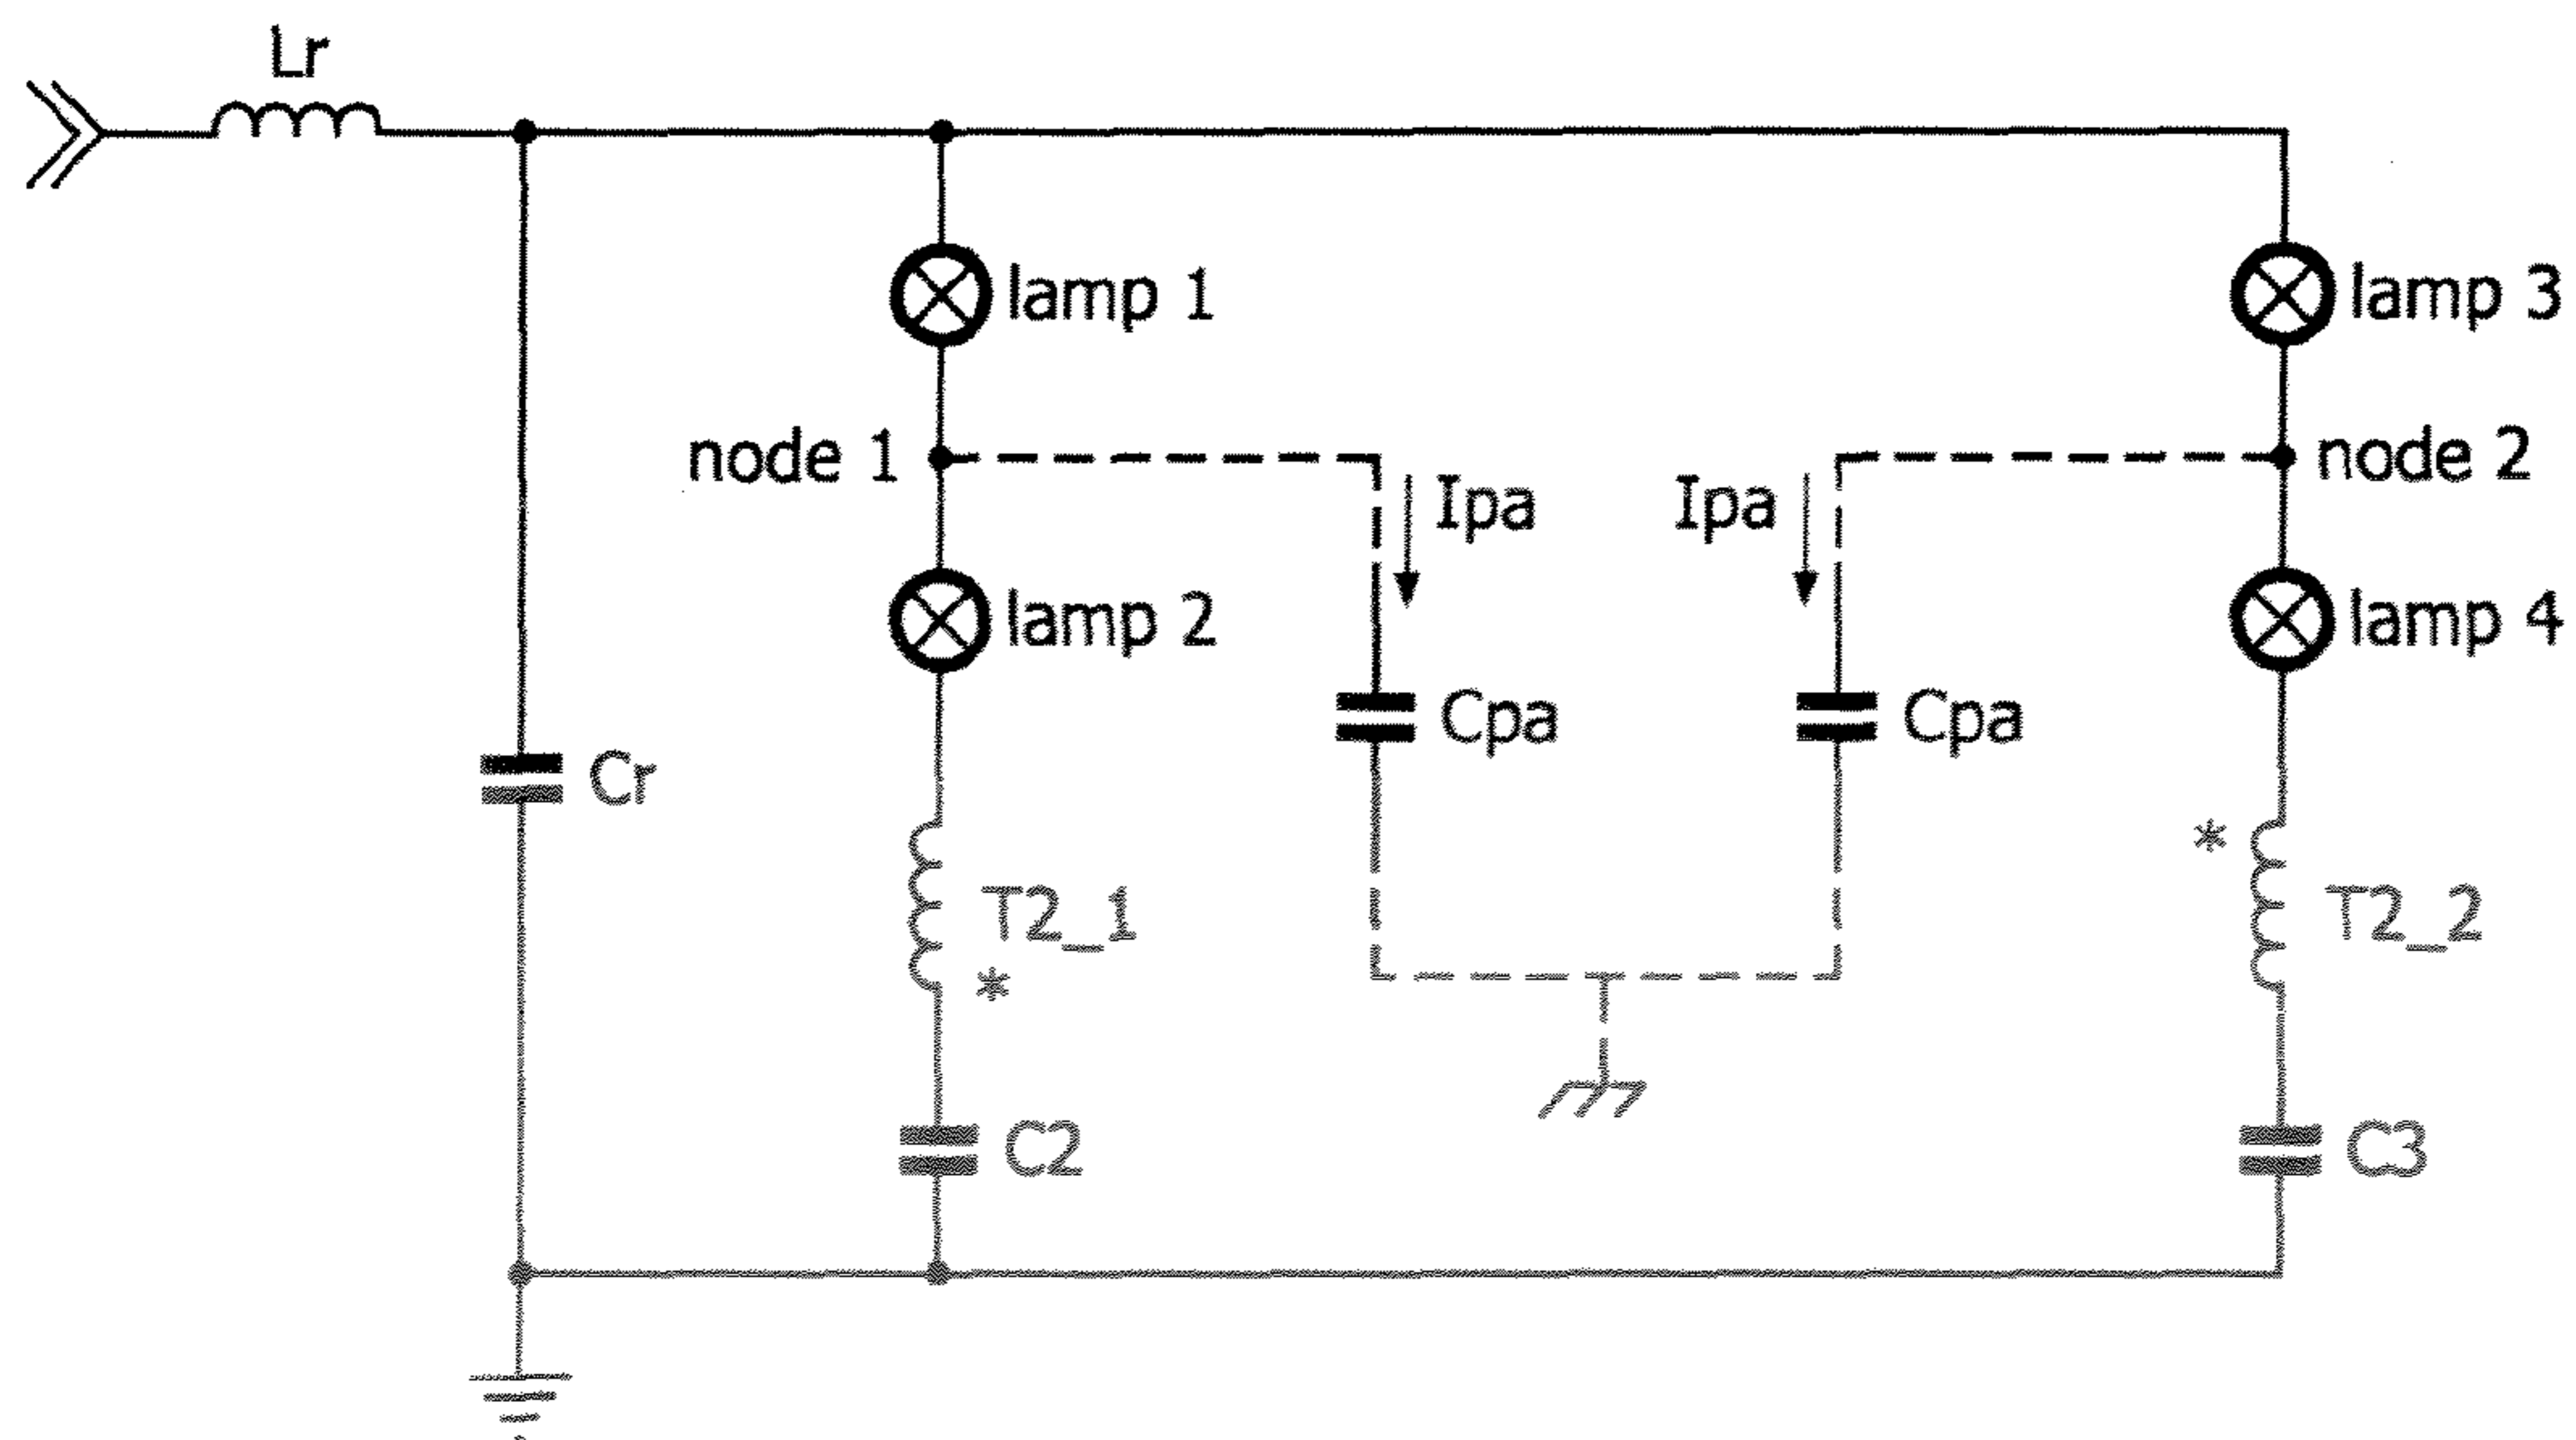 Lr
lamp 1
lamp 3
node 1
node 2
Ipa
Ipa
lamp 2
lamp 4
Cpa
Cpa
Cr
T2_1
*
*
T2_2
C2
C3